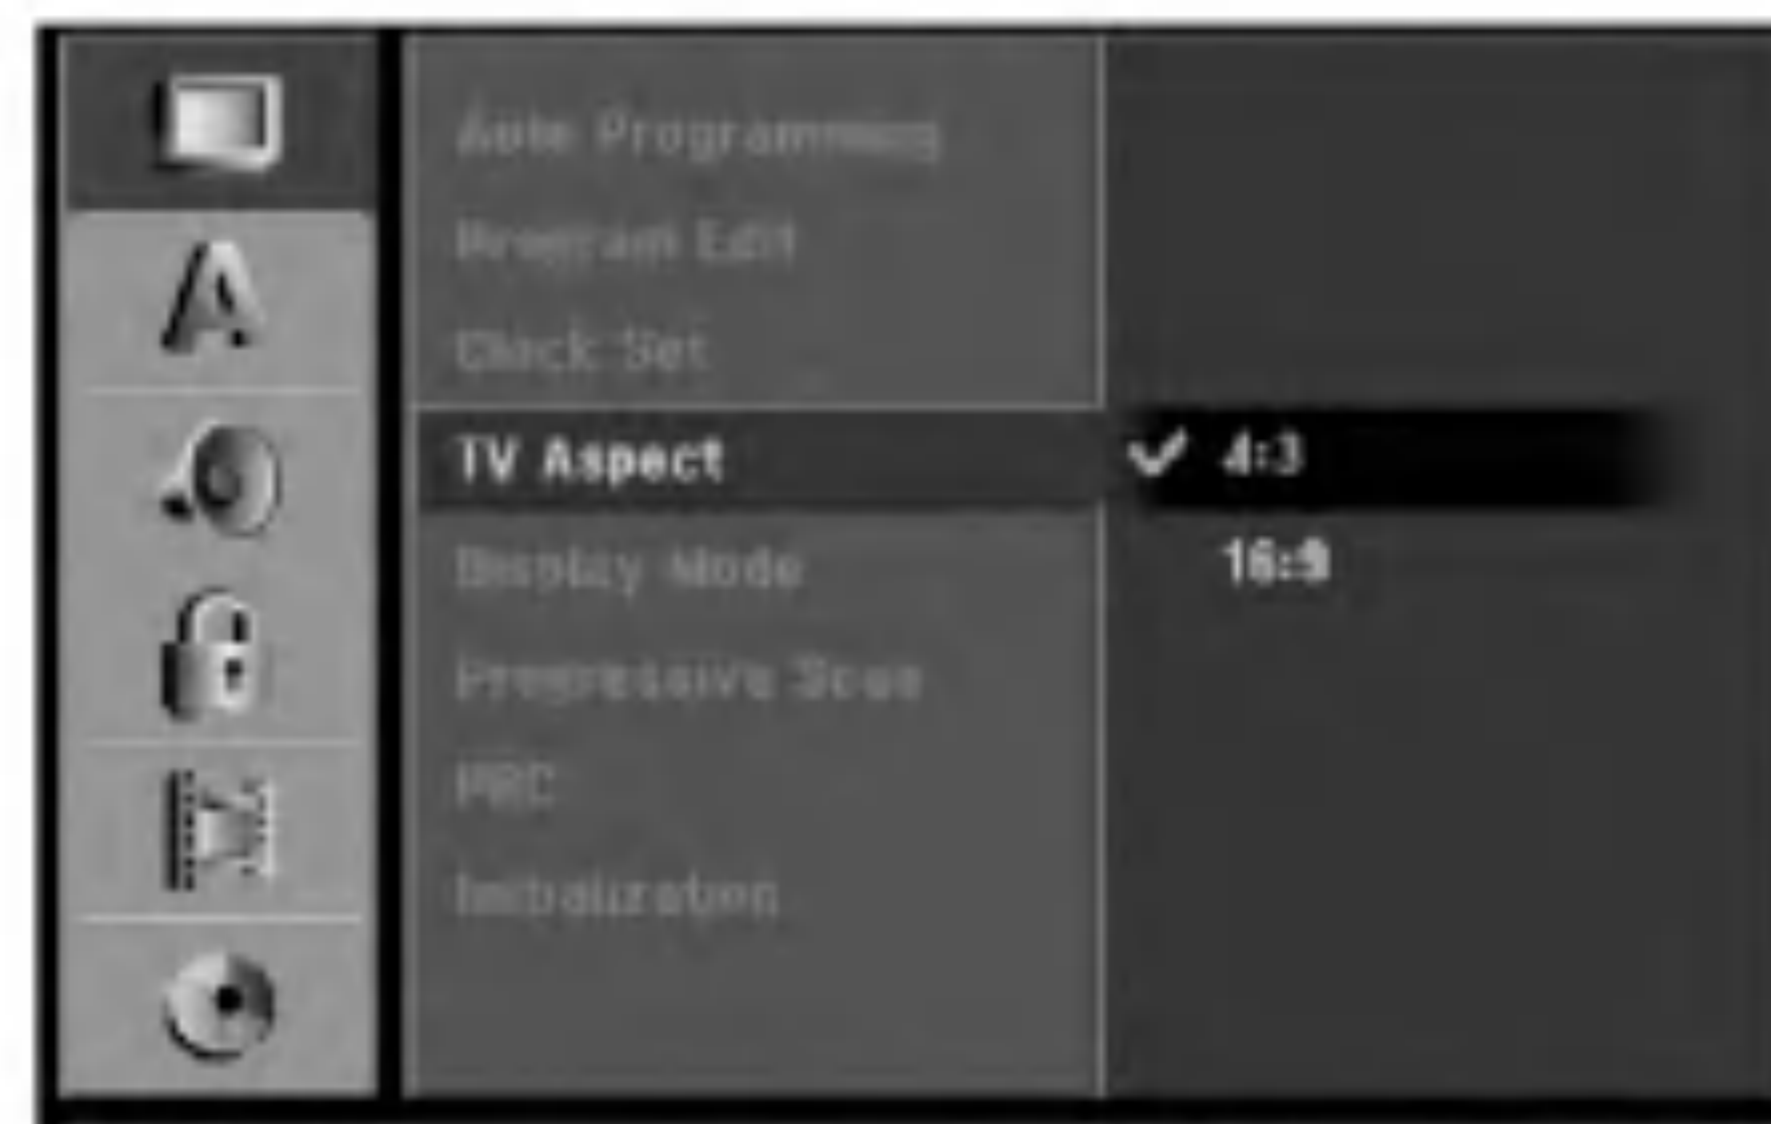 A
Auto Programming
Program Edit
Clock Set
TV Aspect
✓ 4:3
16:9
Display Mode
Progressive Scan
PBC
Initialization